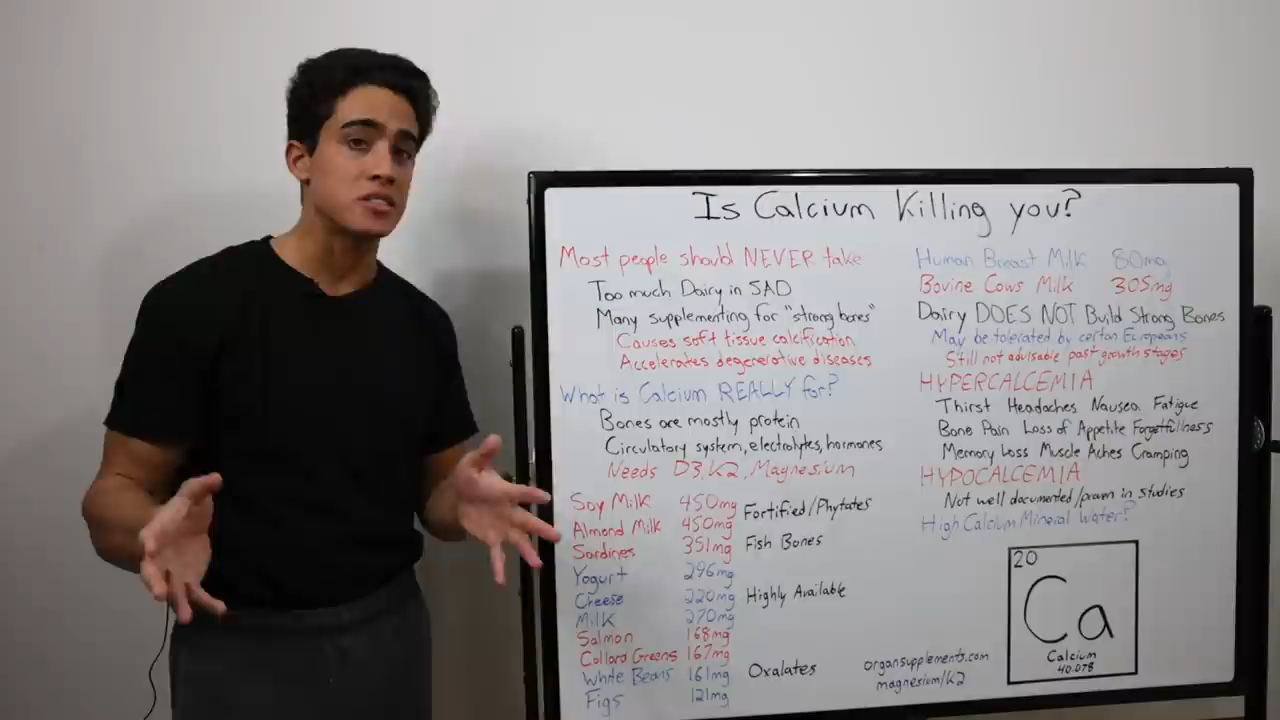 Is Calcium Killing you?
Most people should NEVER take
Too much Dairy in SAD
Many supplementing for "strong bones"
Causes soft tissue calcification
Accelerates degenerative diseases
What is Calcium REALLY for?
Bones are mostly protein
Circulatory system, electrolytes, hormones
Needs D3, K2, Magnesium
Soy Milk 450mg Fortified/Phytates
Almond Milk 450mg
Sardines 351mg Fish Bones
Yogurt 296mg
Cheese 220mg Highly Available
Milk 270mg
Salmon 168mg
Collard Greens 167mg
White Beans 161mg Oxalates
Figs 121mg
Human Breast Milk 80mg
Bovine Cows Milk 305mg
Dairy DOES NOT Build Strong Bones
May be tolerated by certan Europeans
Still not advisable past growth stages
HYPERCALCEMIA
Thirst Headaches Nausea Fatigue
Bone Pain Loss of Appetite Forgetfullness
Memory Loss Muscle Aches Cramping
HYPOCALCEMIA
Not well documented/proven in studies
High Calcium Mineral Water?
20
Ca
Calcium
40.078
organsupplements.com
magnesium/k2